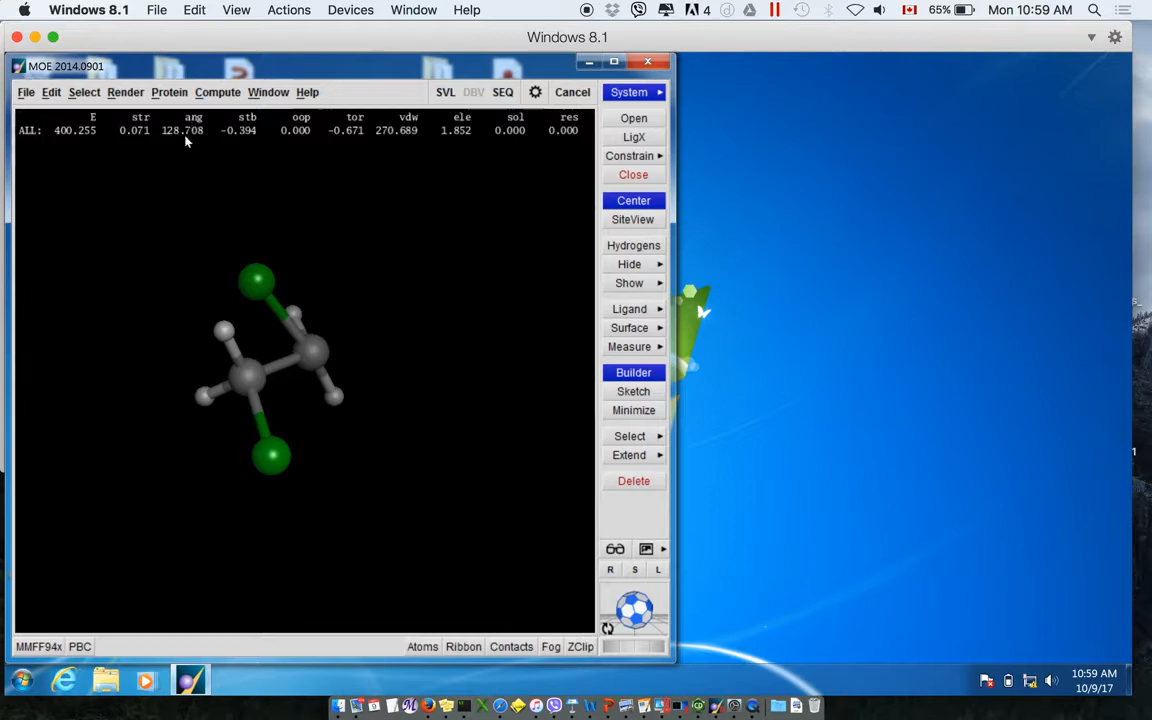 Windows 8.1 File Edit View Actions Devices Window Help 4 65% Mon 10:59 AM
Windows 8.1
MOE 2014.0901
File Edit Select Render Protein Compute Window Help SVL DBV SEQ Cancel
System
E str ang stb oop tor vdw ele sol res
ALL: 400.255 0.071 128.708 -0.394 0.000 -0.671 270.689 1.852 0.000 0.000
Open
LigX
Constrain
Close
Center
SiteView
Hydrogens
Hide
Show
Ligand
Surface
Measure
Builder
Sketch
Minimize
Select
Extend
Delete
R S L
MMFF94x PBC Atoms Ribbon Contacts Fog ZClip
10:59 AM
10/9/17